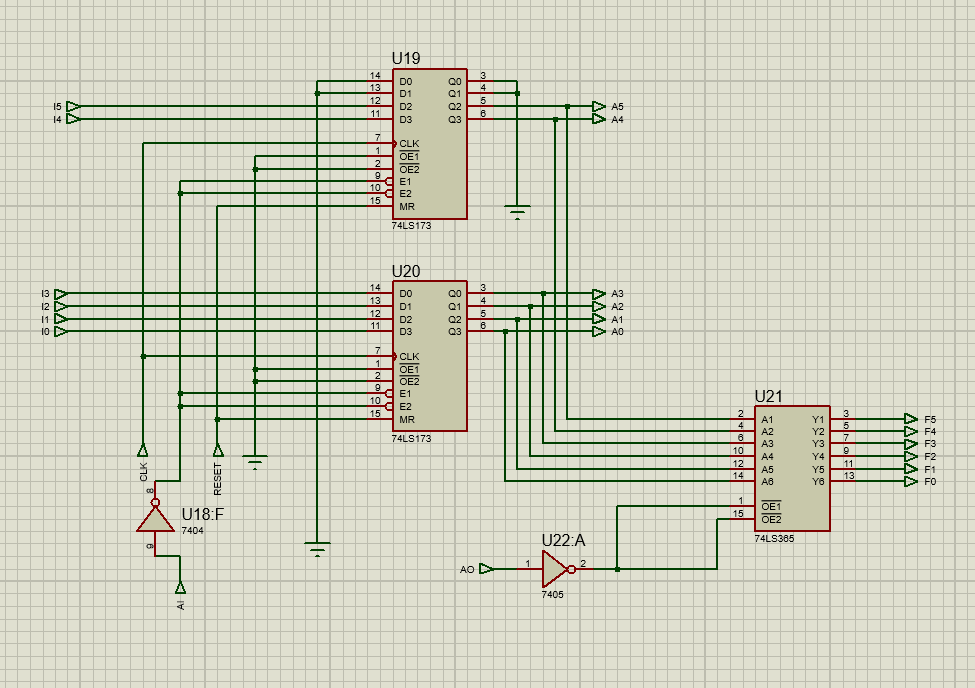 U19
14 D0 Q0 3
13 D1 Q1 4
I5 12 D2 Q2 5 A5
I4 11 D3 Q3 6 A4
7 CLK
1 OE1
2 OE2
9 E1
10 E2
15 MR
74LS173
U20
I3 14 D0 Q0 3 A3
I2 13 D1 Q1 4 A2
I1 12 D2 Q2 5 A1
I0 11 D3 Q3 6 A0
7 CLK
1 OE1
2 OE2
9 E1
10 E2
15 MR
74LS173
U21
2 A1 Y1 3 F5
4 A2 Y2 5 F4
6 A3 Y3 7 F3
10 A4 Y4 9 F2
12 A5 Y5 11 F1
14 A6 Y6 13 F0
1 OE1
15 OE2
74LS365
CLK
RESET
8
U18:F
7404
9
AI
U22:A
AO 1 2
7405